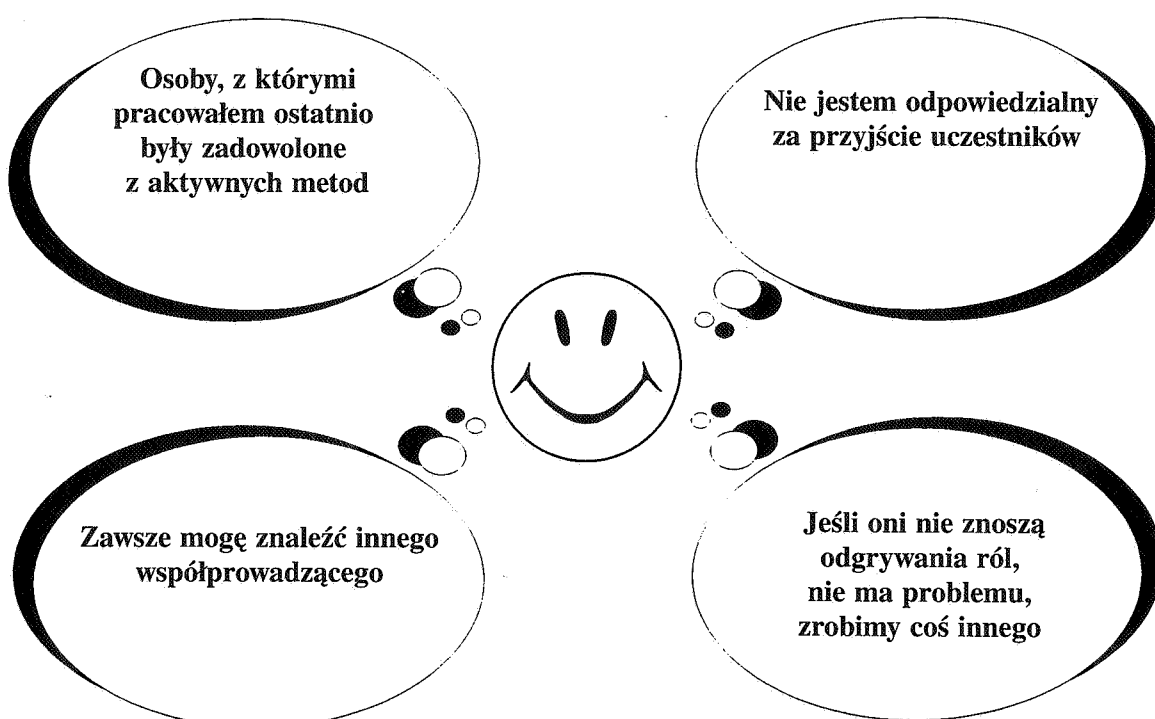 Osoby, z którymi
pracowałem ostatnio
były zadowolone
z aktywnych metod
Nie jestem odpowiedzialny
za przyjście uczestników
Zawsze mogę znaleźć innego
współprowadzącego
Jeśli oni nie znoszą
odgrywania ról,
nie ma problemu,
zrobimy coś innego